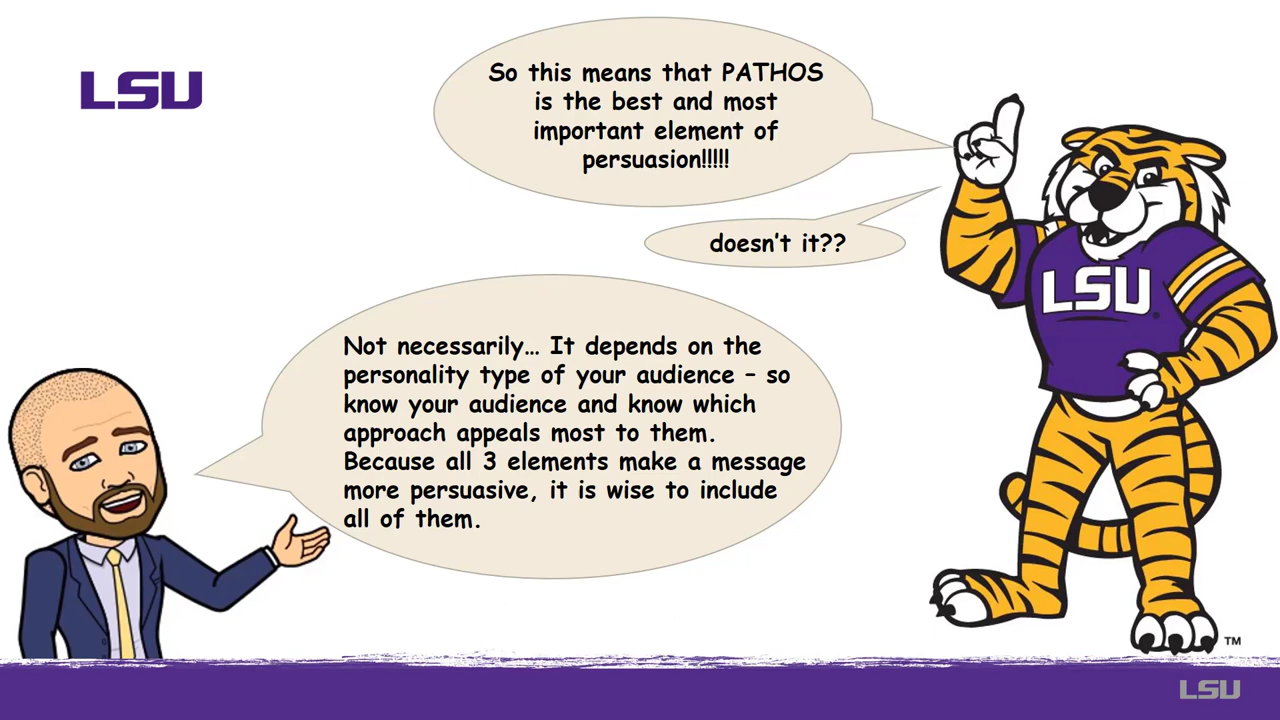 LSU
So this means that PATHOS
is the best and most
important element of
persuasion!!!!!
doesn't it??
LSU
Not necessarily… It depends on the
personality type of your audience – so
know your audience and know which
approach appeals most to them.
Because all 3 elements make a message
more persuasive, it is wise to include
all of them.
TM
LSU